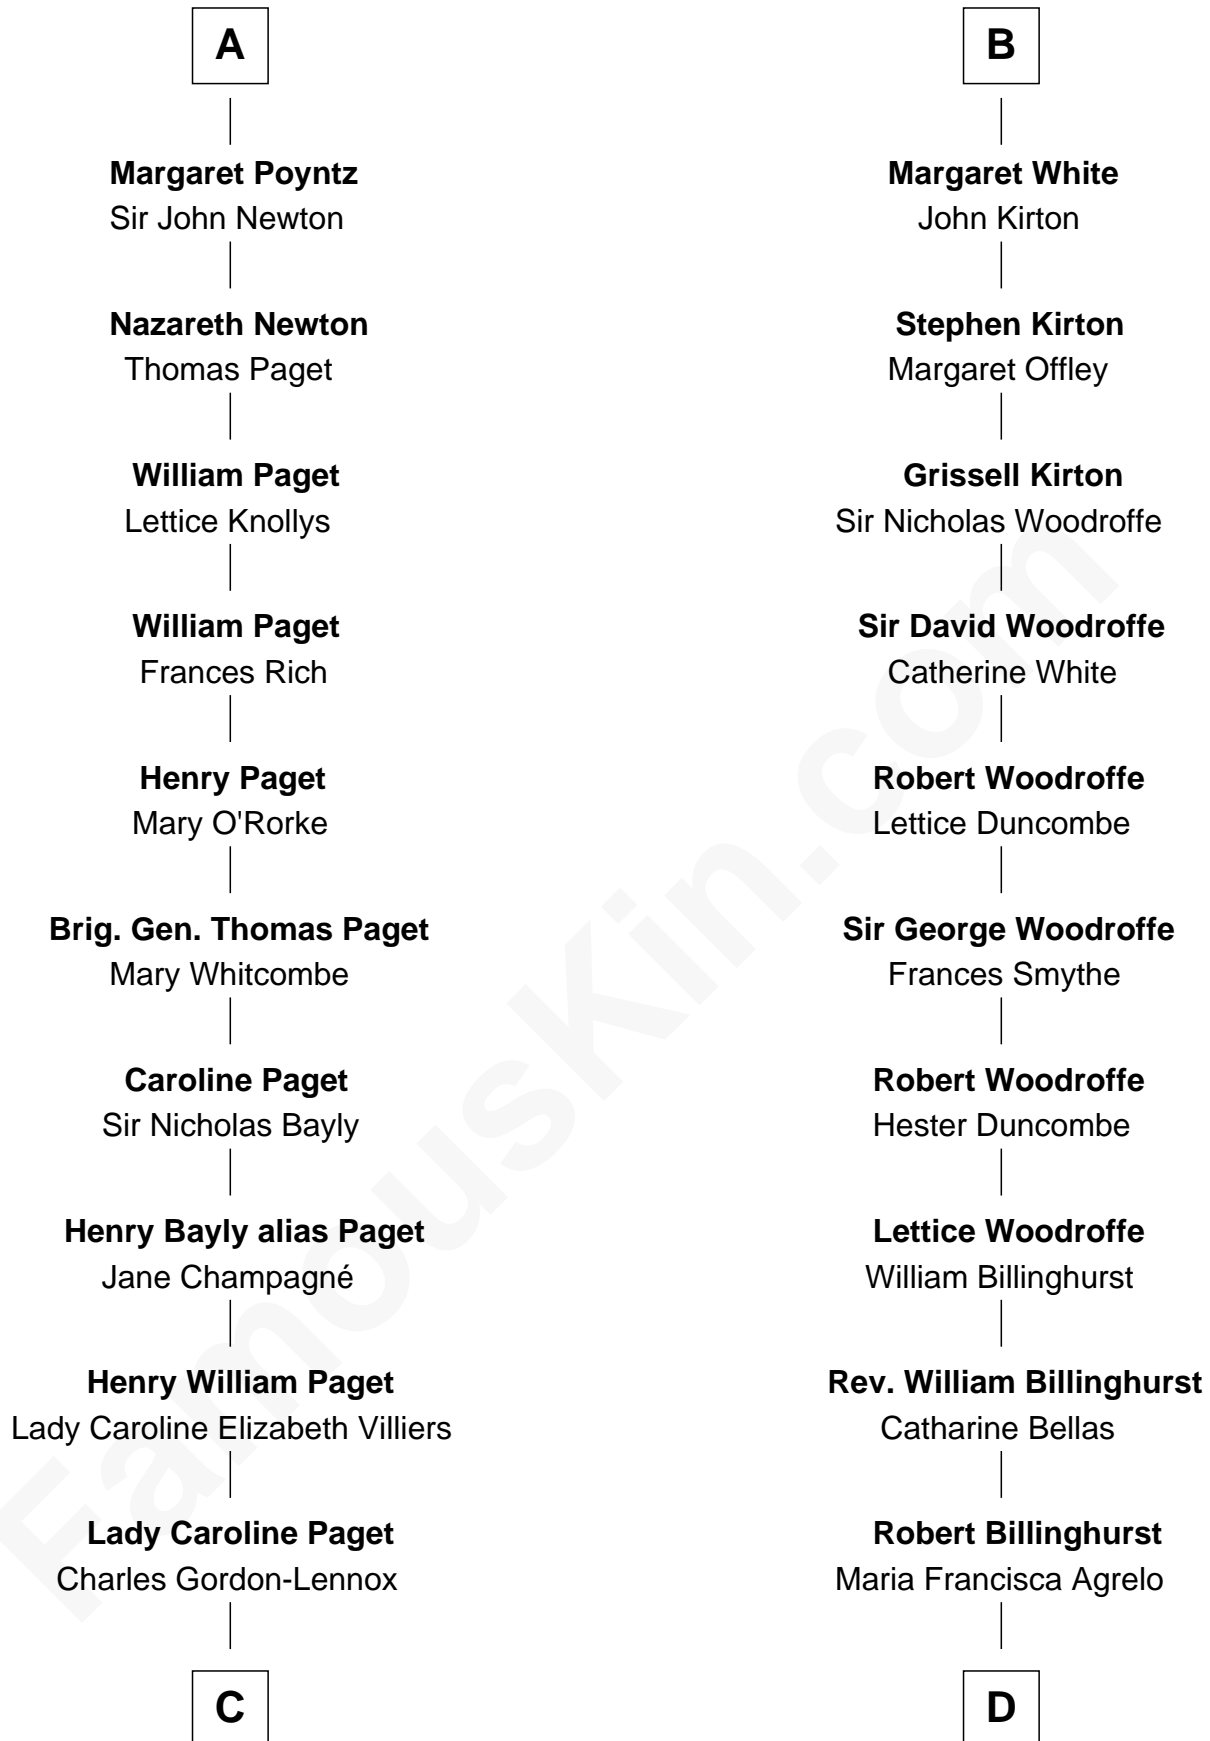 A
Margaret Poyntz
Sir John Newton
Nazareth Newton
Thomas Paget
William Paget
Lettice Knollys
William Paget
Frances Rich
Henry Paget
Mary O'Rorke
Brig. Gen. Thomas Paget
Mary Whitcombe
Caroline Paget
Sir Nicholas Bayly
Henry Bayly alias Paget
Jane Champagné
Henry William Paget
Lady Caroline Elizabeth Villiers
Lady Caroline Paget
Charles Gordon-Lennox
C
B
Margaret White
John Kirton
Stephen Kirton
Margaret Offley
Grissell Kirton
Sir Nicholas Woodroffe
Sir David Woodroffe
Catherine White
Robert Woodroffe
Lettice Duncombe
Sir George Woodroffe
Frances Smythe
Robert Woodroffe
Hester Duncombe
Lettice Woodroffe
William Billinghurst
Rev. William Billinghurst
Catharine Bellas
Robert Billinghurst
Maria Francisca Agrelo
D
FamousKin.com